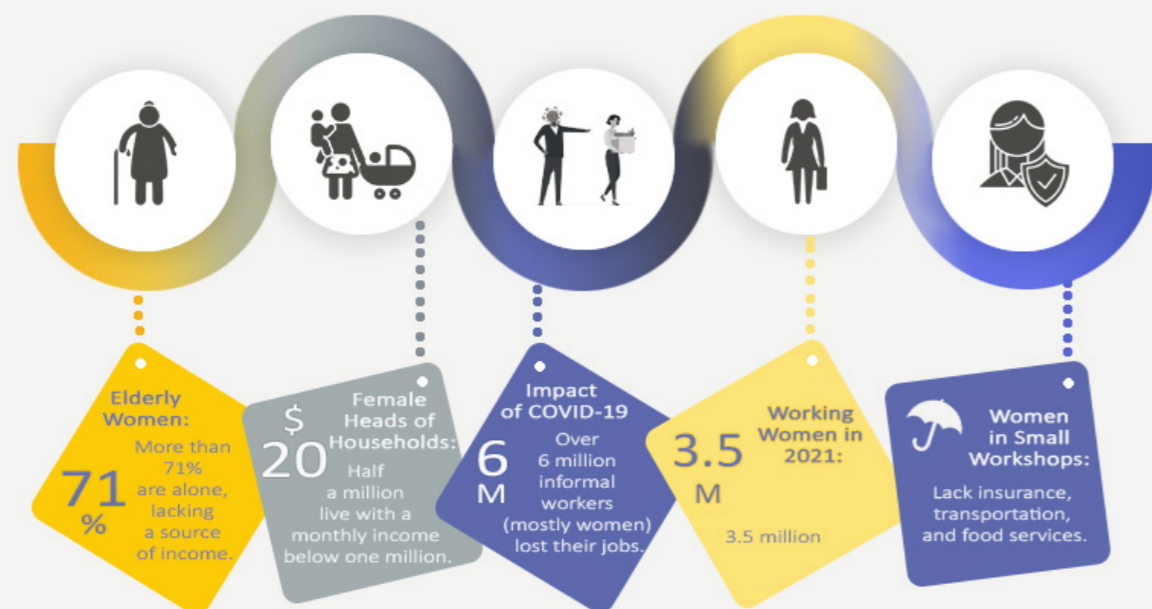 Elderly
Women:
71
%
More than
71%
are alone,
lacking
a source
of income.
$
20
Female
Heads of
Households:
Half
a million
live with a
monthly income
below one million.
Impact
of COVID-19
6
M
Over
6 million
informal
workers
(mostly women)
lost their jobs.
3.5
M
Working
Women in
2021:
3.5 million
Women
in Small
Workshops:
Lack insurance,
transportation,
and food services.